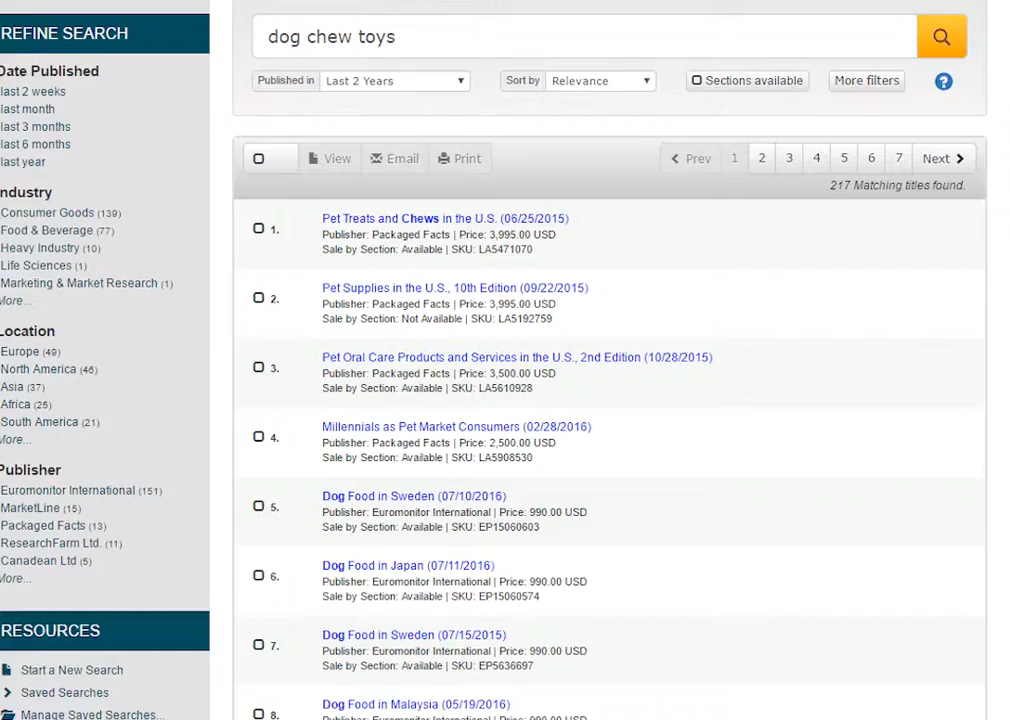 REFINE SEARCH
Date Published
last 2 weeks
last month
last 3 months
last 6 months
last year
Industry
Consumer Goods (139)
Food & Beverage (77)
Heavy Industry (10)
Life Sciences (1)
Marketing & Market Research (1)
More...
Location
Europe (49)
North America (46)
Asia (37)
Africa (25)
South America (21)
More...
Publisher
Euromonitor International (151)
MarketLine (15)
Packaged Facts (13)
ResearchFarm Ltd. (11)
Canadean Ltd (5)
More...
RESOURCES
Start a New Search
Saved Searches
Manage Saved Searches...
dog chew toys
Published in Last 2 Years Sort by Relevance Sections available More filters ?
View Email Print Prev 1 2 3 4 5 6 7 Next
217 Matching titles found.
1. Pet Treats and Chews in the U.S. (06/25/2015)
Publisher: Packaged Facts | Price: 3,995.00 USD
Sale by Section: Available | SKU: LA5471070
2. Pet Supplies in the U.S., 10th Edition (09/22/2015)
Publisher: Packaged Facts | Price: 3,995.00 USD
Sale by Section: Not Available | SKU: LA5192759
3. Pet Oral Care Products and Services in the U.S., 2nd Edition (10/28/2015)
Publisher: Packaged Facts | Price: 3,500.00 USD
Sale by Section: Available | SKU: LA5610928
4. Millennials as Pet Market Consumers (02/28/2016)
Publisher: Packaged Facts | Price: 2,500.00 USD
Sale by Section: Available | SKU: LA5908530
5. Dog Food in Sweden (07/10/2016)
Publisher: Euromonitor International | Price: 990.00 USD
Sale by Section: Available | SKU: EP15060603
6. Dog Food in Japan (07/11/2016)
Publisher: Euromonitor International | Price: 990.00 USD
Sale by Section: Available | SKU: EP15060574
7. Dog Food in Sweden (07/15/2015)
Publisher: Euromonitor International | Price: 990.00 USD
Sale by Section: Available | SKU: EP5636697
8. Dog Food in Malaysia (05/19/2016)
Publisher: Euromonitor International | Price: 990.00 USD